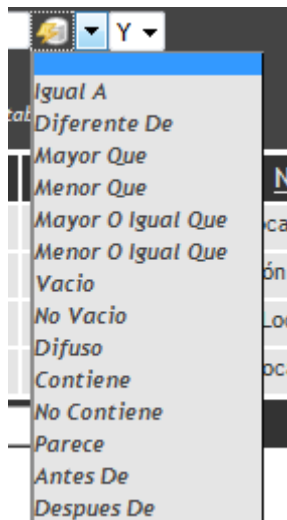 Y
Igual A
Diferente De
Mayor Que
N
Menor Que
Mayor O Igual Que
Menor O Igual Que
Vacio
No Vacio
Difuso
Contiene
No Contiene
Parece
Antes De
Despues De